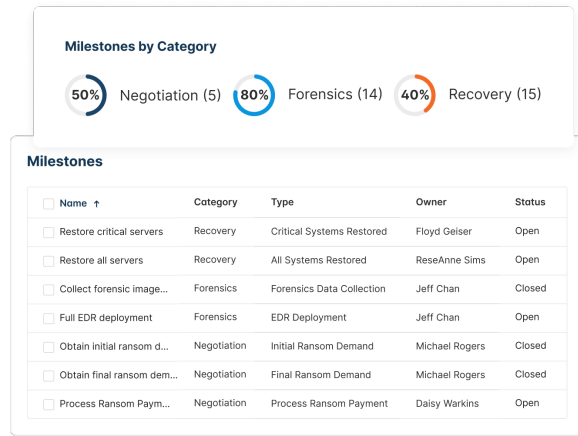 Milestones by Category
50% Negotiation (5) 80% Forensics (14) 40% Recovery (15)
Milestones
Name ↑ Category Type Owner Status
Restore critical servers Recovery Critical Systems Restored Floyd Geiser Open
Restore all servers Recovery All Systems Restored ReseAnne Sims Open
Collect forensic image... Forensics Forensics Data Collection Jeff Chan Closed
Full EDR deployment Forensics EDR Deployment Jeff Chan Open
Obtain initial ransom d... Negotiation Initial Ransom Demand Michael Rogers Closed
Obtain final ransom dem... Negotiation Final Ransom Demand Michael Rogers Closed
Process Ransom Paym... Negotiation Process Ransom Payment Daisy Warkins Open